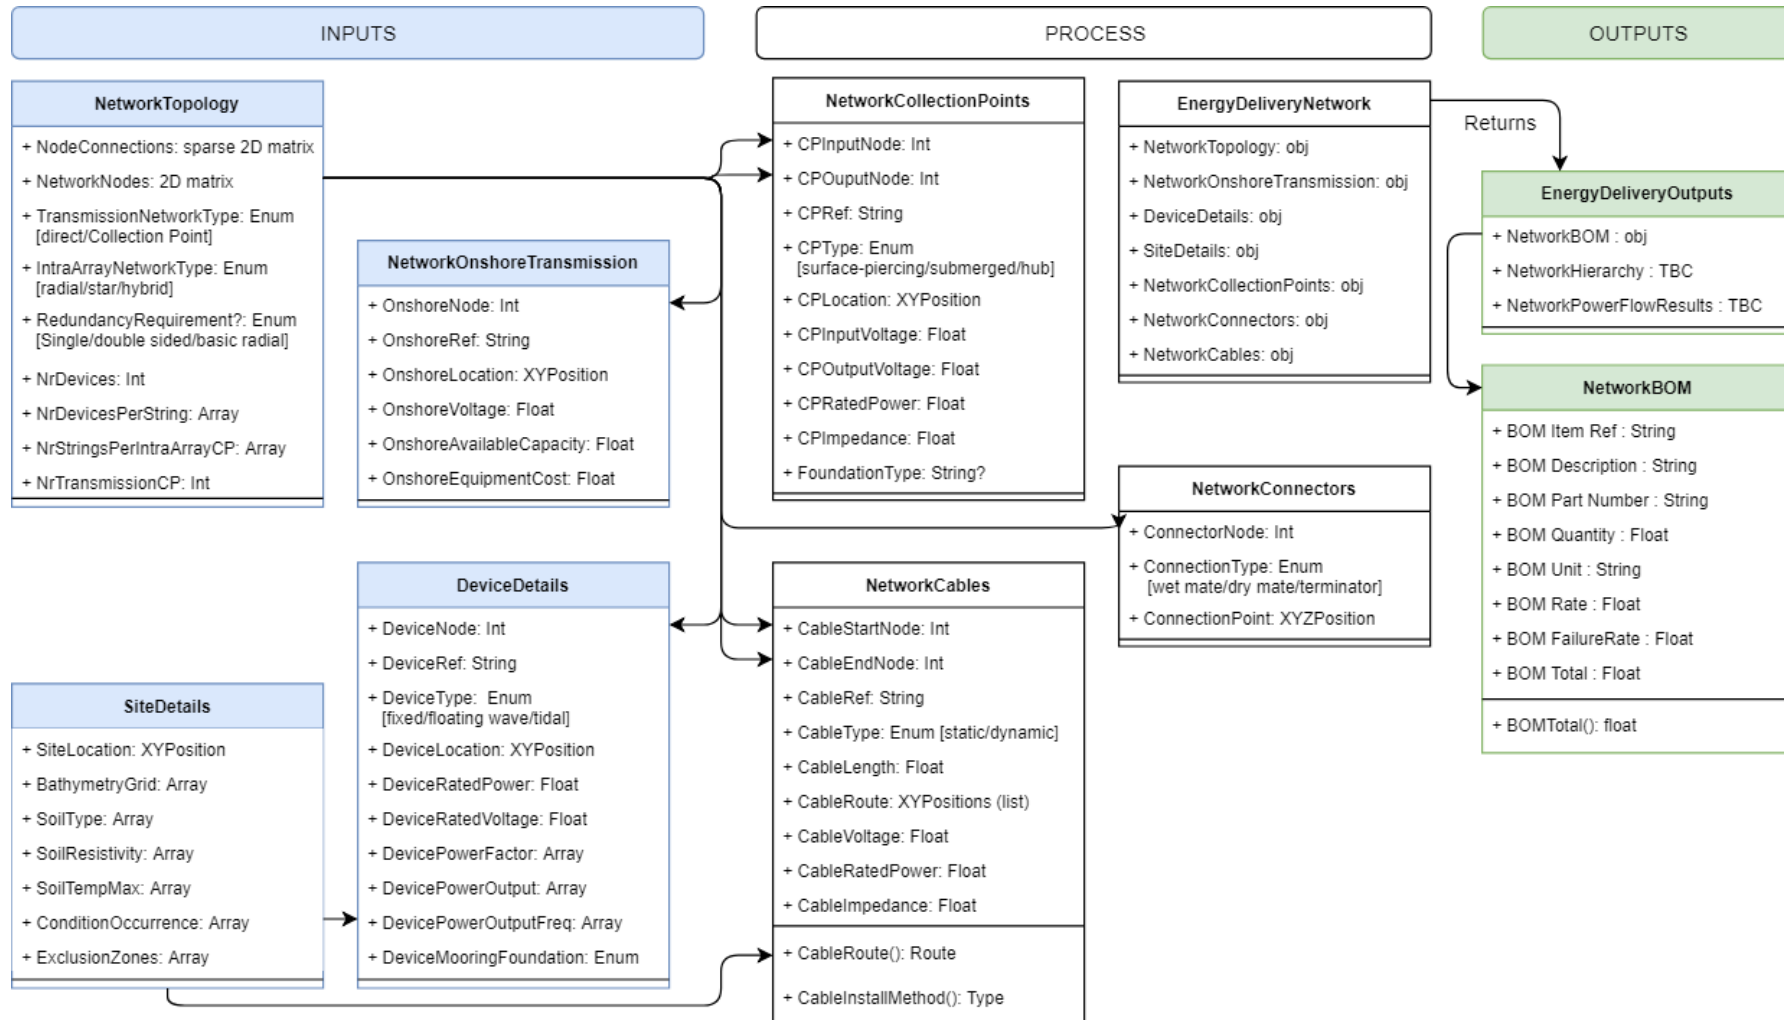 INPUTS
PROCESS
OUTPUTS
NetworkTopology
+ NodeConnections: sparse 2D matrix
+ NetworkNodes: 2D matrix
+ TransmissionNetworkType: Enum
[direct/Collection Point]
+ IntraArrayNetworkType: Enum
[radial/star/hybrid]
+ RedundancyRequirement?: Enum
[Single/double sided/basic radial]
+ NrDevices: Int
+ NrDevicesPerString: Array
+ NrStringsPerIntraArrayCP: Array
+ NrTransmissionCP: Int
NetworkOnshoreTransmission
+ OnshoreNode: Int
+ OnshoreRef: String
+ OnshoreLocation: XYPosition
+ OnshoreVoltage: Float
+ OnshoreAvailableCapacity: Float
+ OnshoreEquipmentCost: Float
SiteDetails
+ SiteLocation: XYPosition
+ BathymetryGrid: Array
+ SoilType: Array
+ SoilResistivity: Array
+ SoilTempMax: Array
+ ConditionOccurrence: Array
+ ExclusionZones: Array
DeviceDetails
+ DeviceNode: Int
+ DeviceRef: String
+ DeviceType:  Enum
[fixed/floating wave/tidal]
+ DeviceLocation: XYPosition
+ DeviceRatedPower: Float
+ DeviceRatedVoltage: Float
+ DevicePowerFactor: Array
+ DevicePowerOutput: Array
+ DevicePowerOutputFreq: Array
+ DeviceMooringFoundation: Enum
NetworkCollectionPoints
+ CPInputNode: Int
+ CPOuputNode: Int
+ CPRef: String
+ CPType: Enum
[surface-piercing/submerged/hub]
+ CPLocation: XYPosition
+ CPInputVoltage: Float
+ CPOutputVoltage: Float
+ CPRatedPower: Float
+ CPImpedance: Float
+ FoundationType: String?
NetworkCables
+ CableStartNode: Int
+ CableEndNode: Int
+ CableRef: String
+ CableType: Enum [static/dynamic]
+ CableLength: Float
+ CableRoute: XYPositions (list)
+ CableVoltage: Float
+ CableRatedPower: Float
+ CableImpedance: Float
+ CableRoute(): Route
+ CableInstallMethod(): Type
EnergyDeliveryNetwork
+ NetworkTopology: obj
+ NetworkOnshoreTransmission: obj
+ DeviceDetails: obj
+ SiteDetails: obj
+ NetworkCollectionPoints: obj
+ NetworkConnectors: obj
+ NetworkCables: obj
NetworkConnectors
+ ConnectorNode: Int
+ ConnectionType: Enum
[wet mate/dry mate/terminator]
+ ConnectionPoint: XYZPosition
Returns
EnergyDeliveryOutputs
+ NetworkBOM : obj
+ NetworkHierarchy : TBC
+ NetworkPowerFlowResults : TBC
NetworkBOM
+ BOM Item Ref : String
+ BOM Description : String
+ BOM Part Number : String
+ BOM Quantity : Float
+ BOM Unit : String
+ BOM Rate : Float
+ BOM FailureRate : Float
+ BOM Total : Float
+ BOMTotal(): float